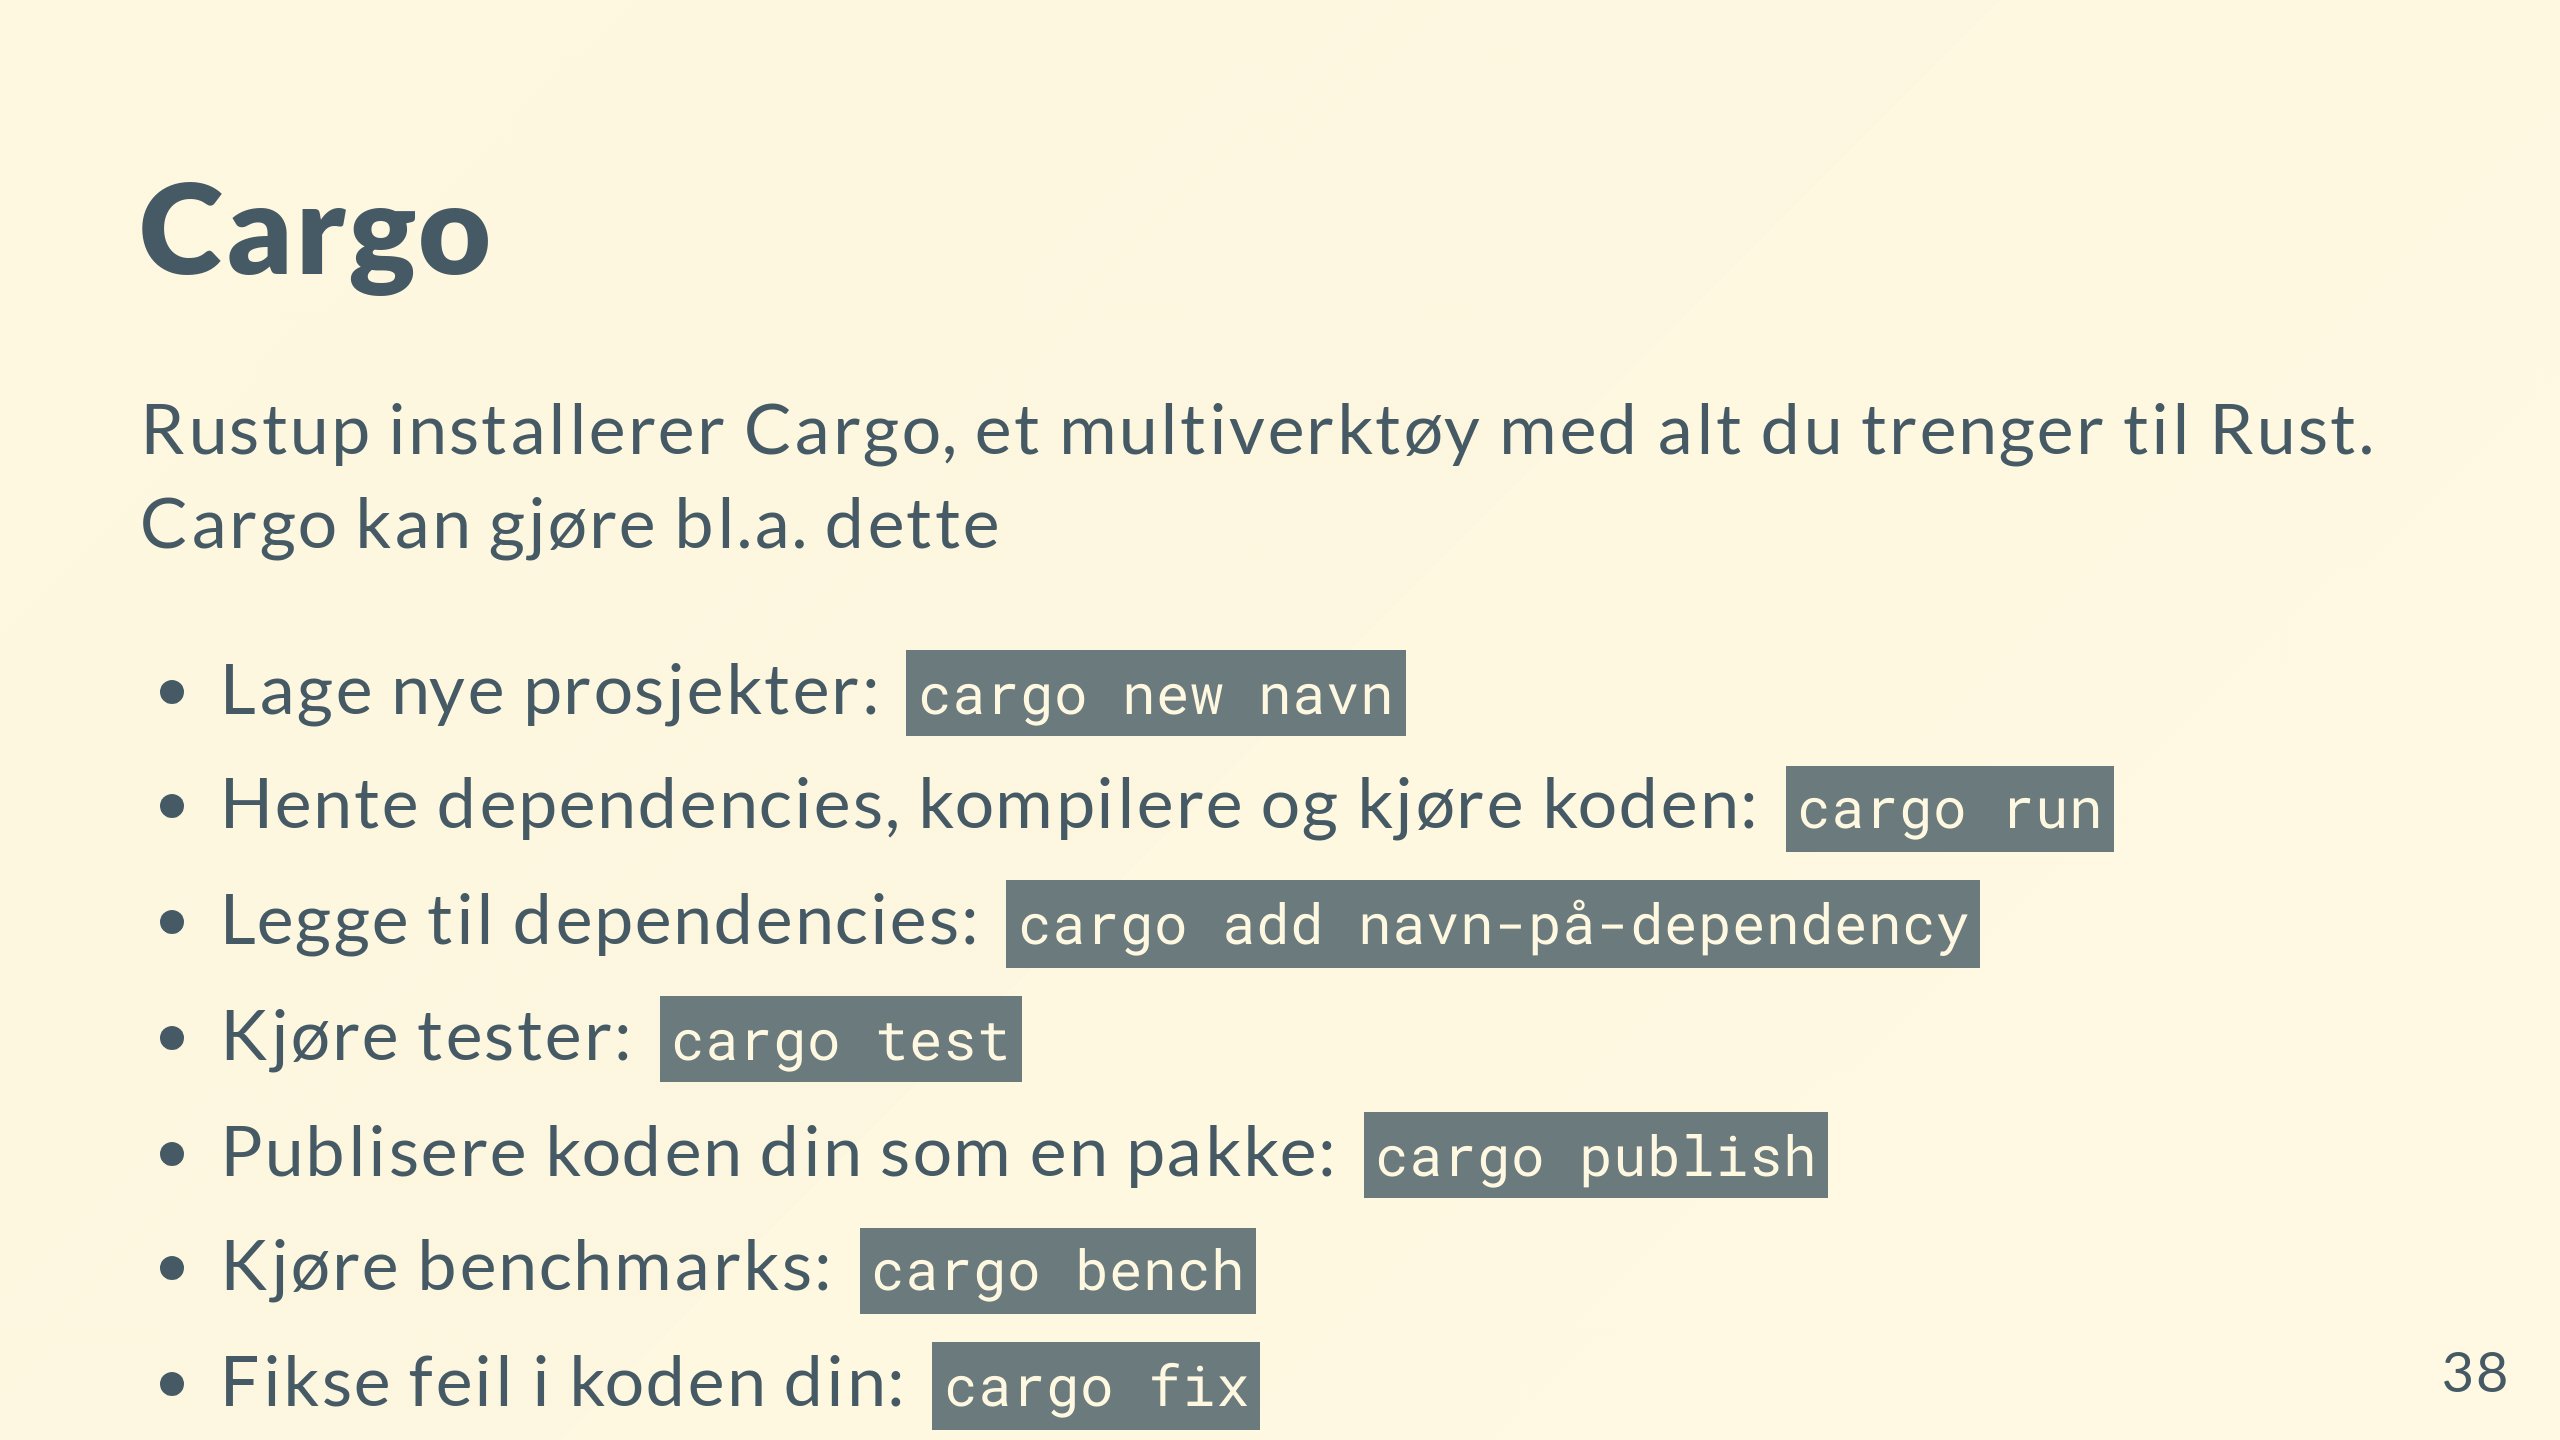 Cargo
Rustup installerer Cargo, et multiverktøy med alt du trenger til Rust.
Cargo kan gjøre bl.a. dette
• Lage nye prosjekter: cargo new navn
• Hente dependencies, kompilere og kjøre koden: cargo run
• Legge til dependencies: cargo add navn-på-dependency
• Kjøre tester: cargo test
• Publisere koden din som en pakke: cargo publish
• Kjøre benchmarks: cargo bench
• Fikse feil i koden din: cargo fix
38